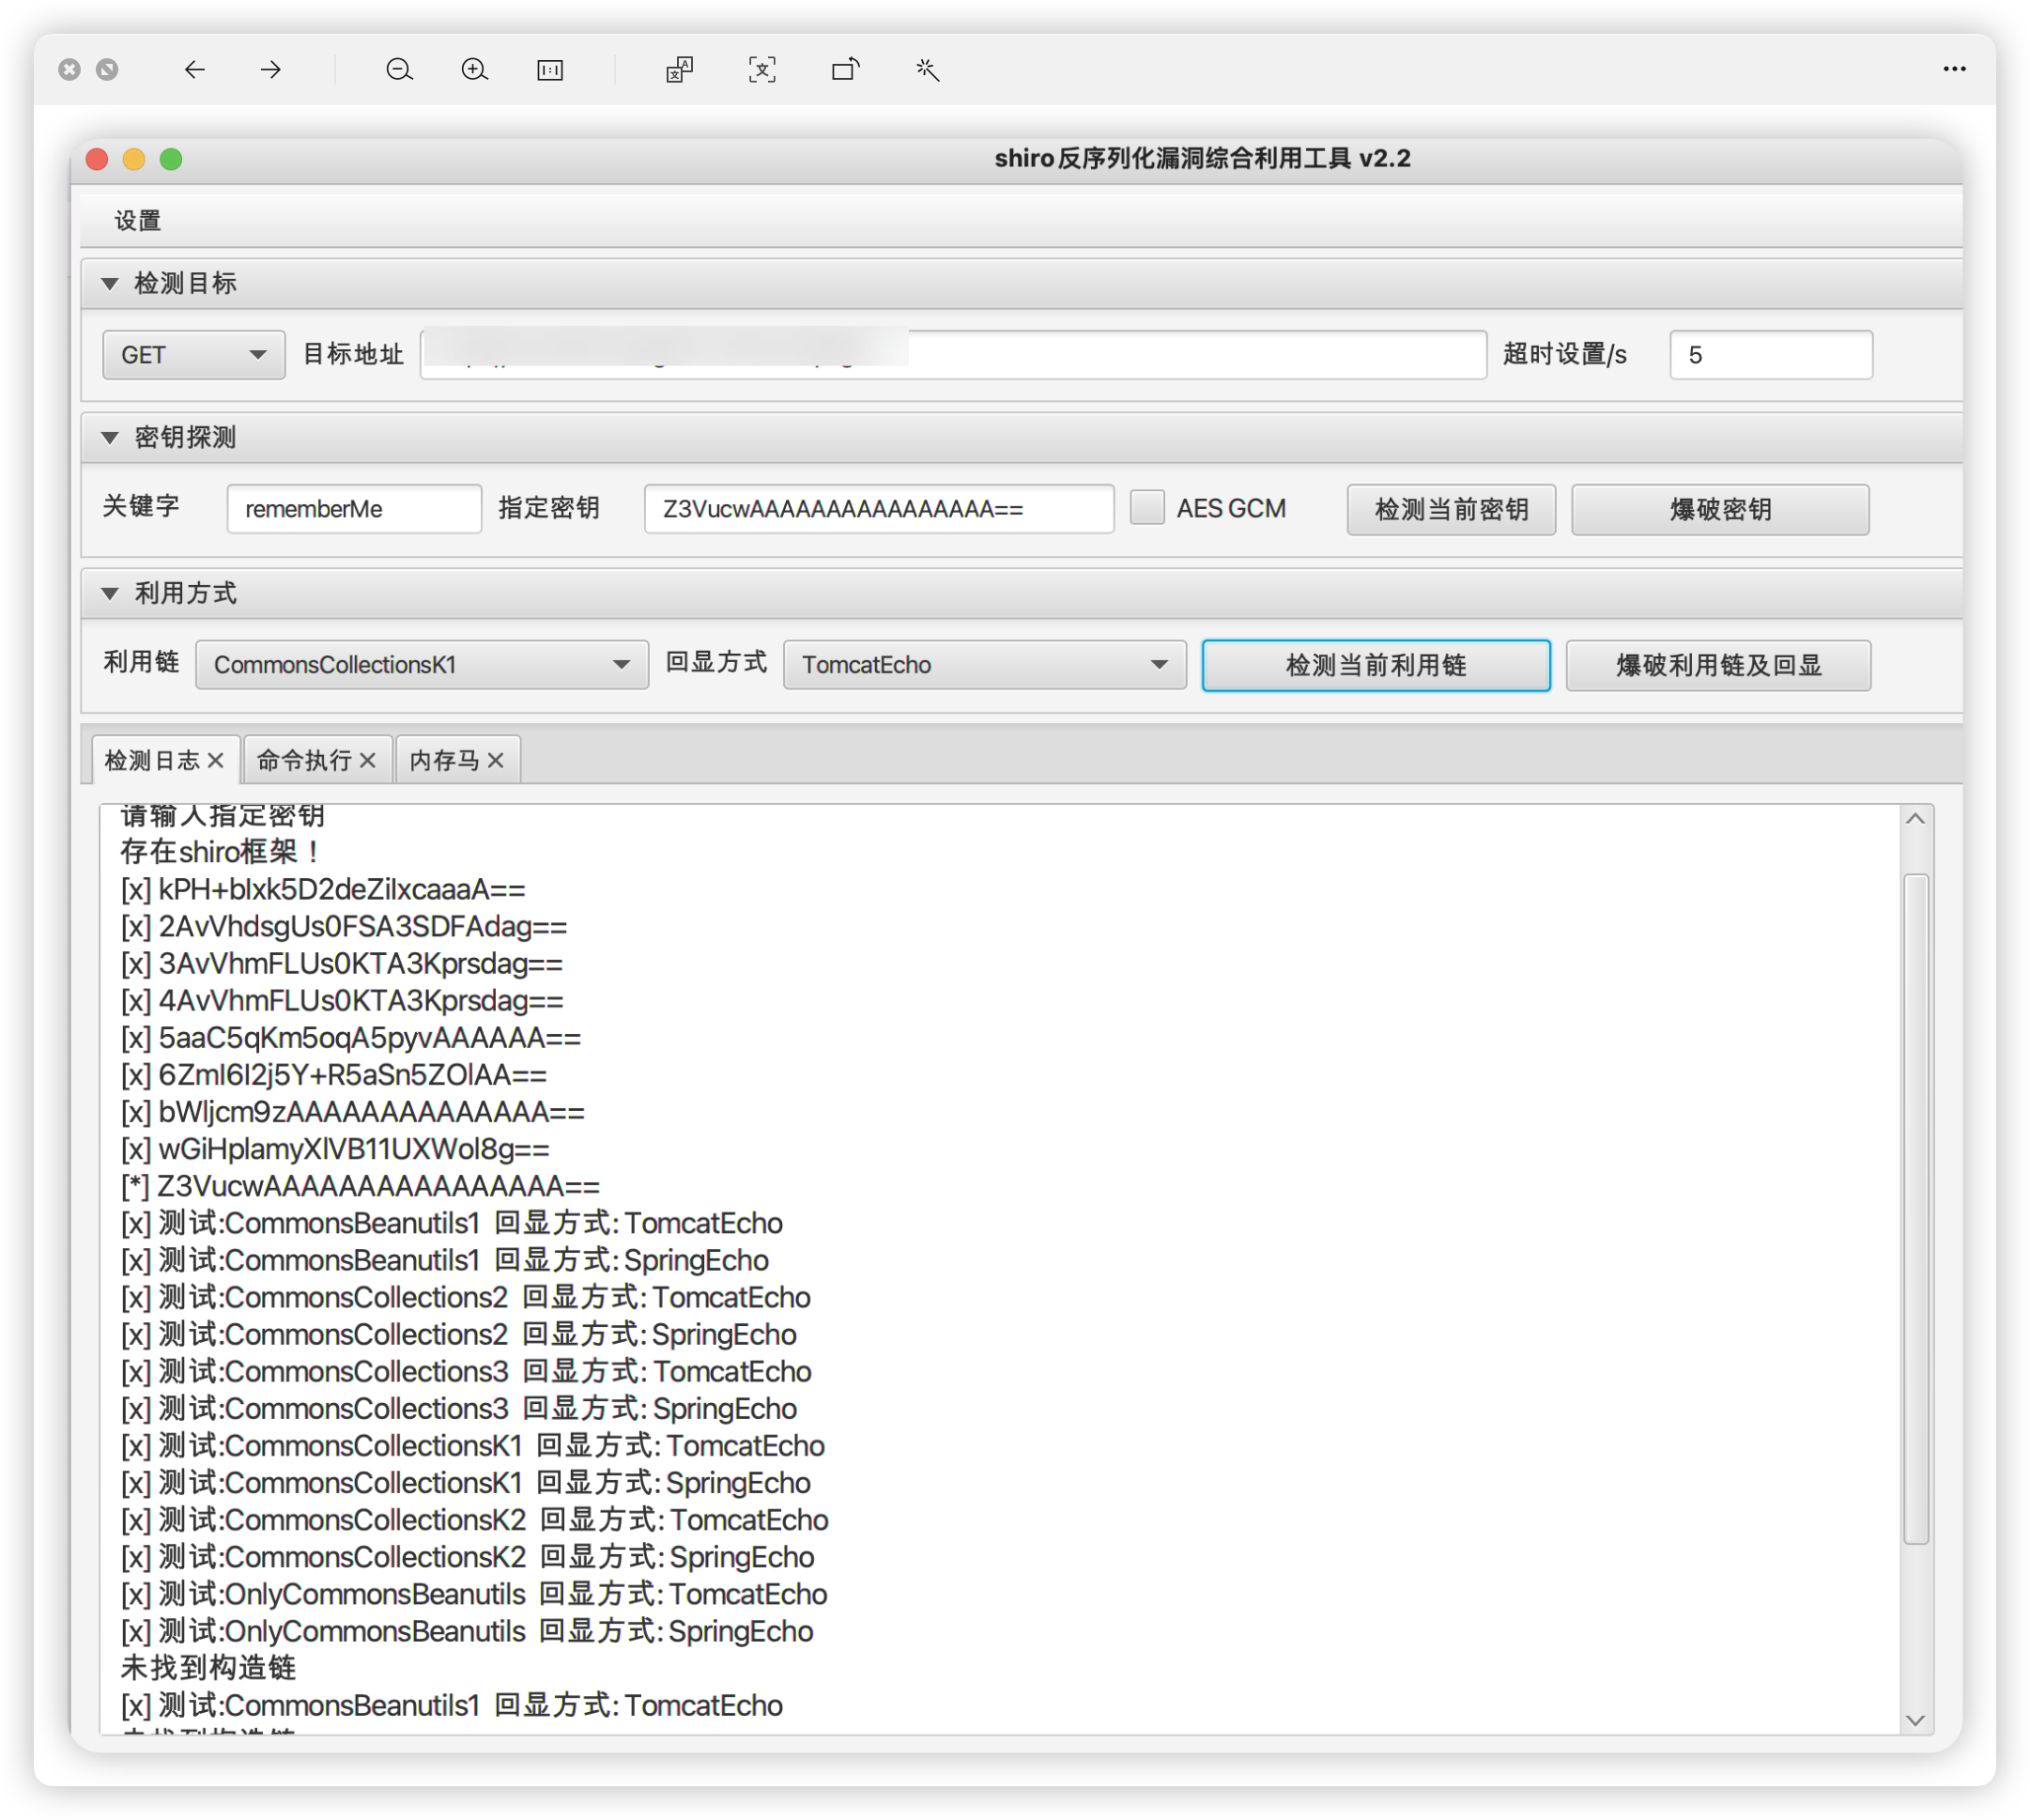 shiro反序列化漏洞综合利用工具 v2.2
设置
检测目标
GET 目标地址 超时设置/s 5
密钥探测
关键字 rememberMe 指定密钥 Z3VucwAAAAAAAAAAAAAAAA== AES GCM 检测当前密钥 爆破密钥
利用方式
利用链 CommonsCollectionsK1 回显方式 TomcatEcho 检测当前利用链 爆破利用链及回显
检测日志 命令执行 内存马
请输入指定密钥
存在shiro框架！
[x] kPH+bIxk5D2deZiIxcaaaA==
[x] 2AvVhdsgUs0FSA3SDFAdag==
[x] 3AvVhmFLUs0KTA3Kprsdag==
[x] 4AvVhmFLUs0KTA3Kprsdag==
[x] 5aaC5qKm5oqA5pyvAAAAAA==
[x] 6ZmI6I2j5Y+R5aSn5ZOlAA==
[x] bWljcm9zAAAAAAAAAAAAAA==
[x] wGiHplamyXlVB11UXWol8g==
[*] Z3VucwAAAAAAAAAAAAAAAA==
[x] 测试:CommonsBeanutils1 回显方式: TomcatEcho
[x] 测试:CommonsBeanutils1 回显方式: SpringEcho
[x] 测试:CommonsCollections2 回显方式: TomcatEcho
[x] 测试:CommonsCollections2 回显方式: SpringEcho
[x] 测试:CommonsCollections3 回显方式: TomcatEcho
[x] 测试:CommonsCollections3 回显方式: SpringEcho
[x] 测试:CommonsCollectionsK1 回显方式: TomcatEcho
[x] 测试:CommonsCollectionsK1 回显方式: SpringEcho
[x] 测试:CommonsCollectionsK2 回显方式: TomcatEcho
[x] 测试:CommonsCollectionsK2 回显方式: SpringEcho
[x] 测试:OnlyCommonsBeanutils 回显方式: TomcatEcho
[x] 测试:OnlyCommonsBeanutils 回显方式: SpringEcho
未找到构造链
[x] 测试:CommonsBeanutils1 回显方式: TomcatEcho